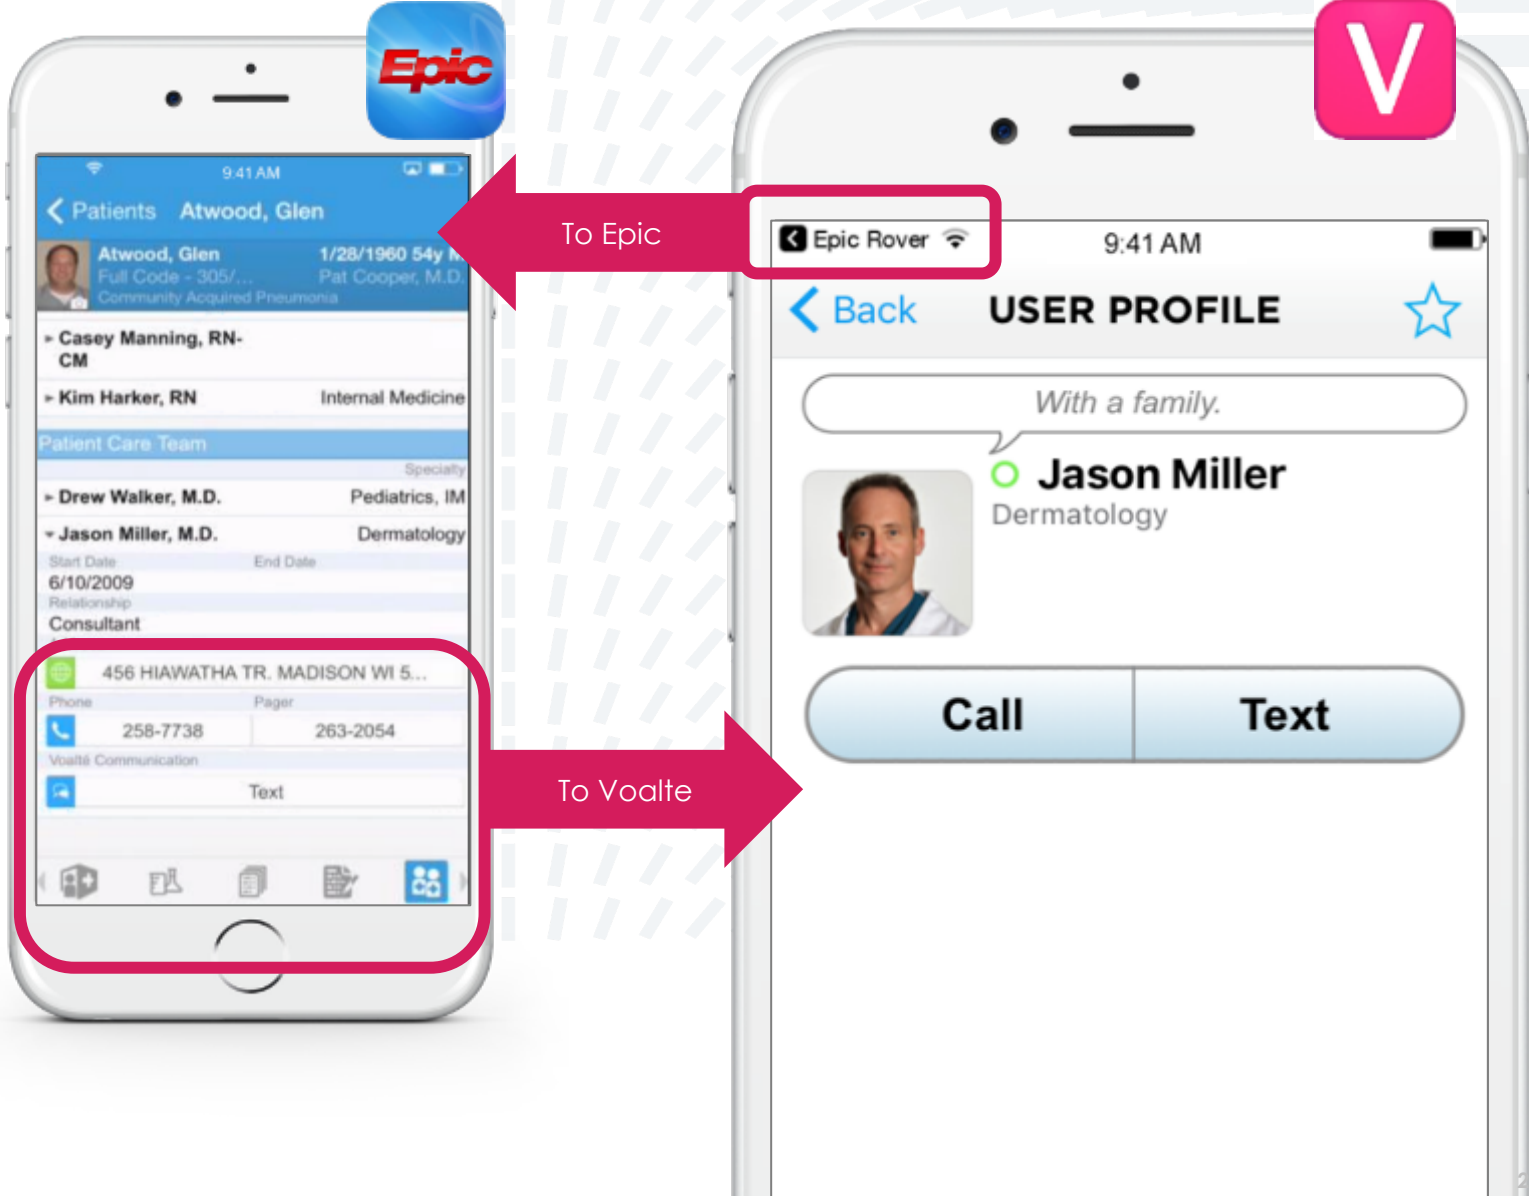 Epic
9:41 AM
Patients Atwood, Glen
Atwood, Glen 1/28/1960 54y M
Full Code - 305/... Pat Cooper, M.D.
Community Acquired Pneumonia
Casey Manning, RN-
CM
Kim Harker, RN Internal Medicine
Patient Care Team
Specialty
Drew Walker, M.D. Pediatrics, IM
Jason Miller, M.D. Dermatology
Start Date End Date
6/10/2009
Relationship
Consultant
456 HIAWATHA TR. MADISON WI 5...
Phone Pager
258-7738 263-2054
Voalté Communication
Text
To Epic
To Voalte
V
Epic Rover 9:41 AM
Back USER PROFILE
With a family.
Jason Miller
Dermatology
Call Text
2